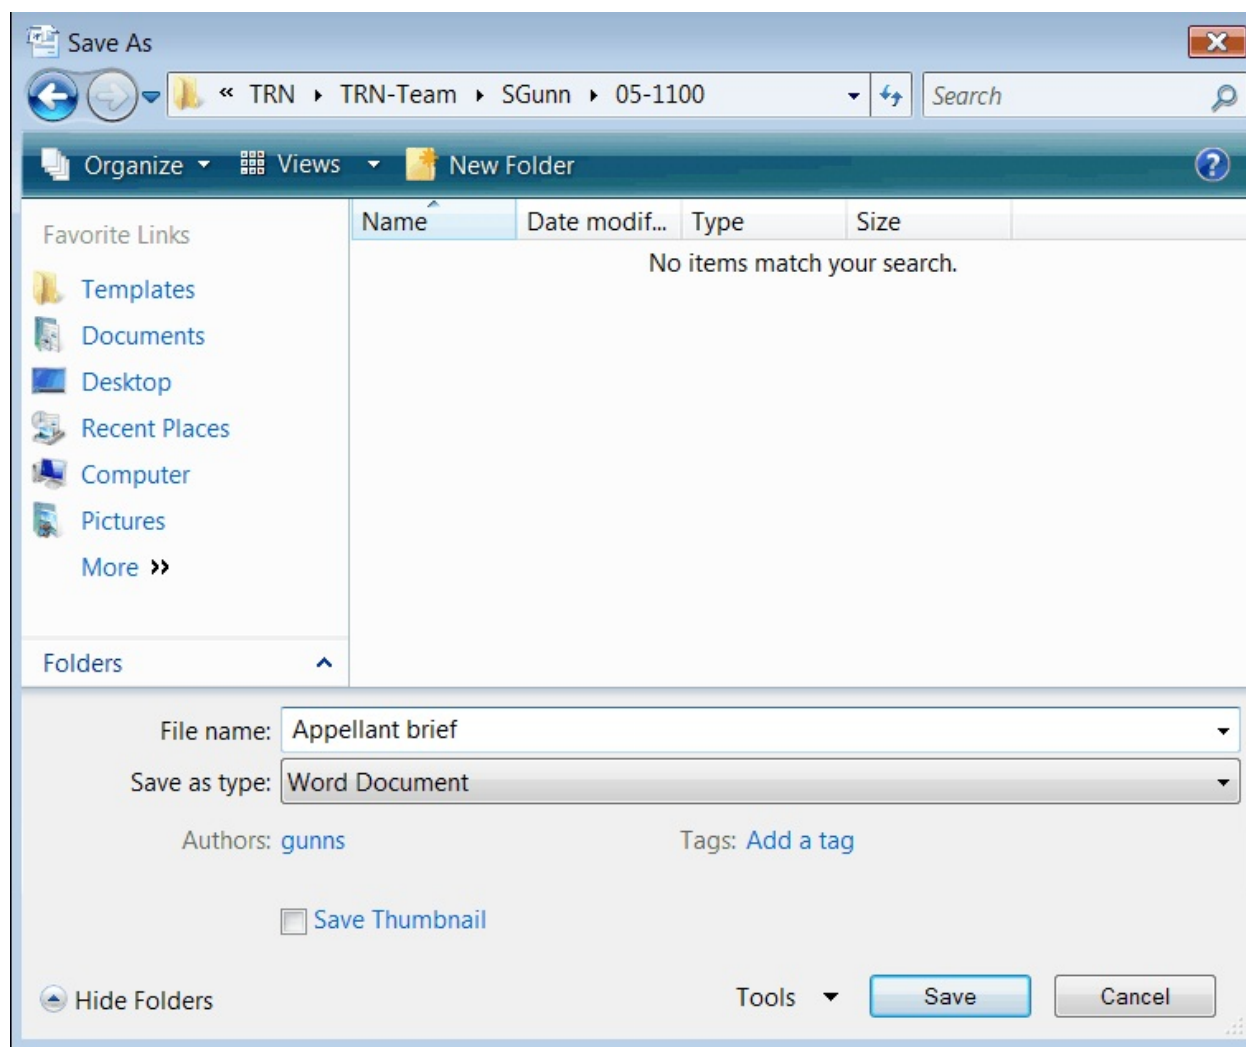 Save As
« TRN ▸ TRN-Team ▸ SGunn ▸ 05-1100 Search
Organize Views New Folder
Favorite Links
Templates
Documents
Desktop
Recent Places
Computer
Pictures
More »
Folders
Name Date modif... Type Size
No items match your search.
File name: Appellant brief
Save as type: Word Document
Authors: gunns Tags: Add a tag
Save Thumbnail
Hide Folders Tools Save Cancel